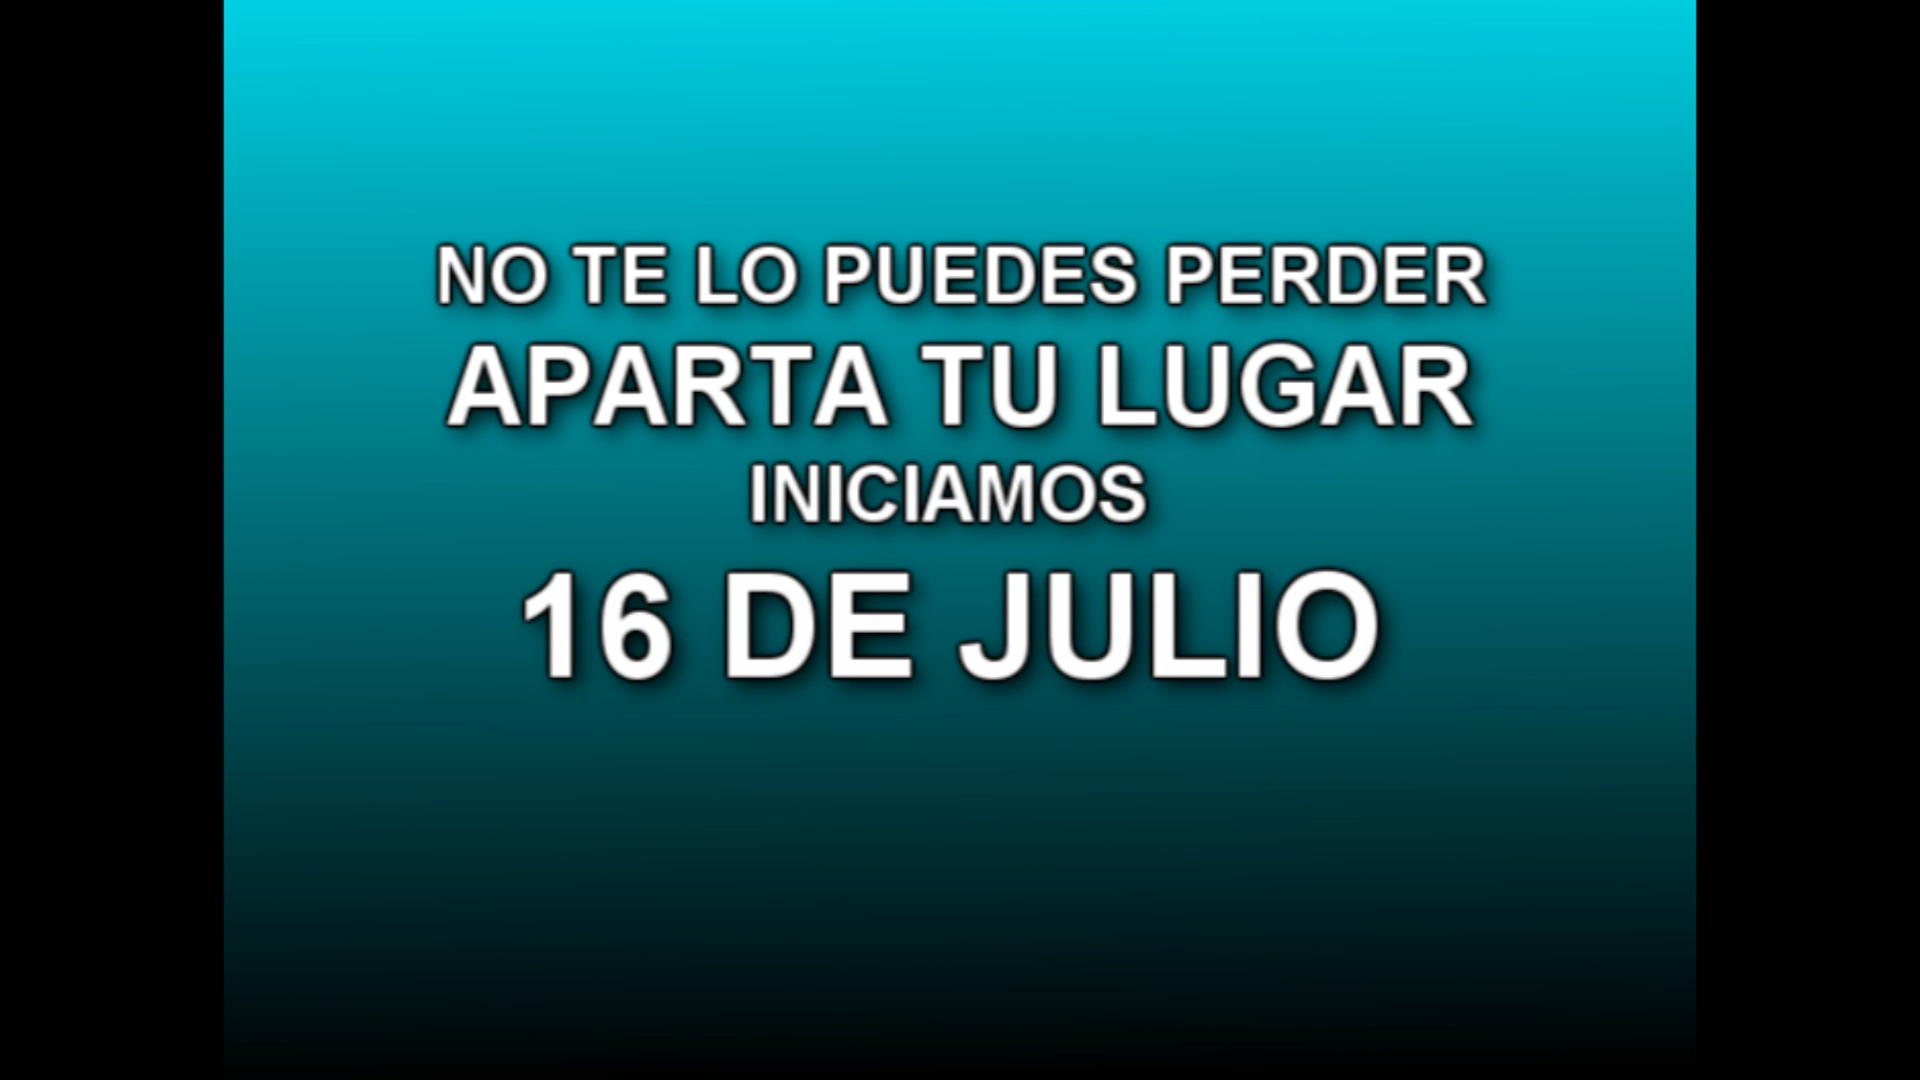 NO TE LO PUEDES PERDER
APARTA TU LUGAR
INICIAMOS
16 DE JULIO